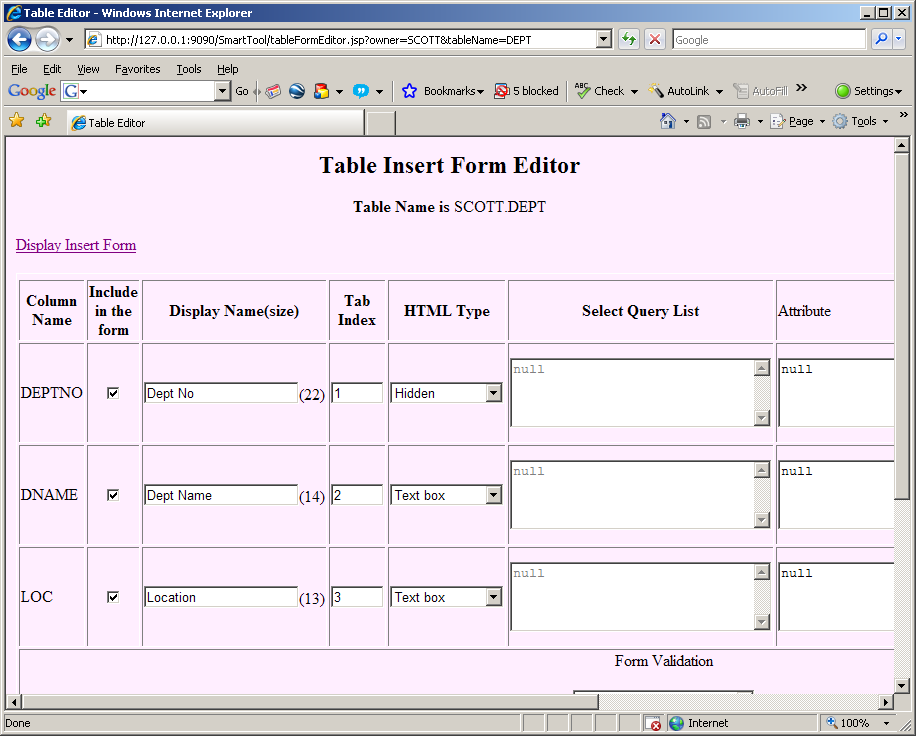 Table Editor - Windows Internet Explorer
http://127.0.0.1:9090/SmartTool/tableFormEditor.jsp?owner=SCOTT&tableName=DEPT
Google
File Edit View Favorites Tools Help
Google G Go Bookmarks 5 blocked ABC Check AutoLink AutoFill Settings
Table Editor Page Tools
Table Insert Form Editor
Table Name is SCOTT.DEPT
Display Insert Form
Column Name Include in the form Display Name(size) Tab Index HTML Type Select Query List Attribute
DEPTNO Dept No (22) 1 Hidden null null
DNAME Dept Name (14) 2 Text box null null
LOC Location (13) 3 Text box null null
Form Validation
Done Internet 100%